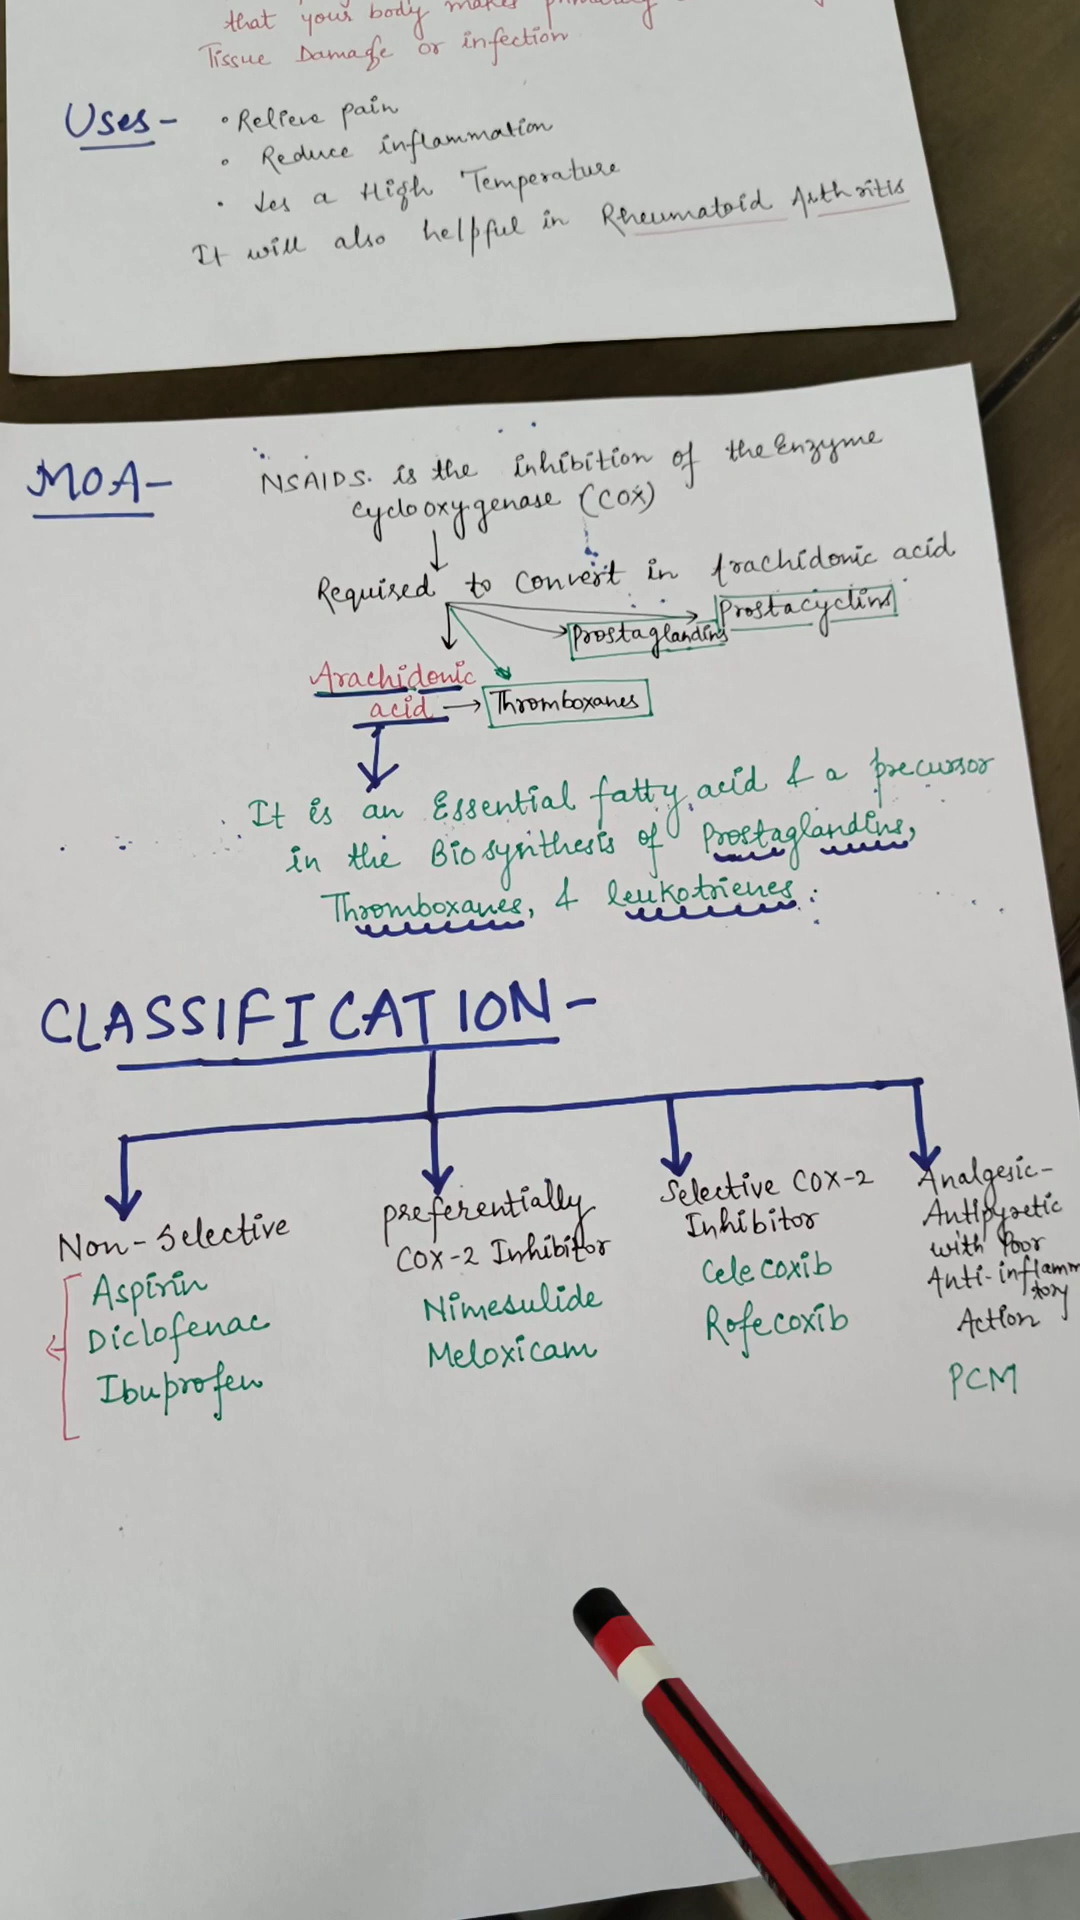 that your body makes
Tissue Damage or infection
Uses-
• Relieve pain
• Reduce inflammation
• Les a High Temperature
It will also helpful in Rheumatoid Arthritis
MOA-
NSAIDS. is the inhibition of the Enzyme
cyclooxygenase (COX)
Required to convert in Arachidonic acid
Prostacyclins
Prostaglandins
Arachidonic
acid → Thromboxanes
It is an Essential fatty acid & a precursor
in the Biosynthesis of Prostaglandins,
Thromboxanes, & leukotrienes.
CLASSIFICATION-
Non-Selective
Aspirin
Diclofenac
Ibuprofen
Preferentially
COX-2 Inhibitor
Nimesulide
Meloxicam
Selective COX-2
Inhibitor
Celecoxib
Rofecoxib
Analgesic-
Antipyretic
with Poor
Anti-inflamm
tory
Action
PCM